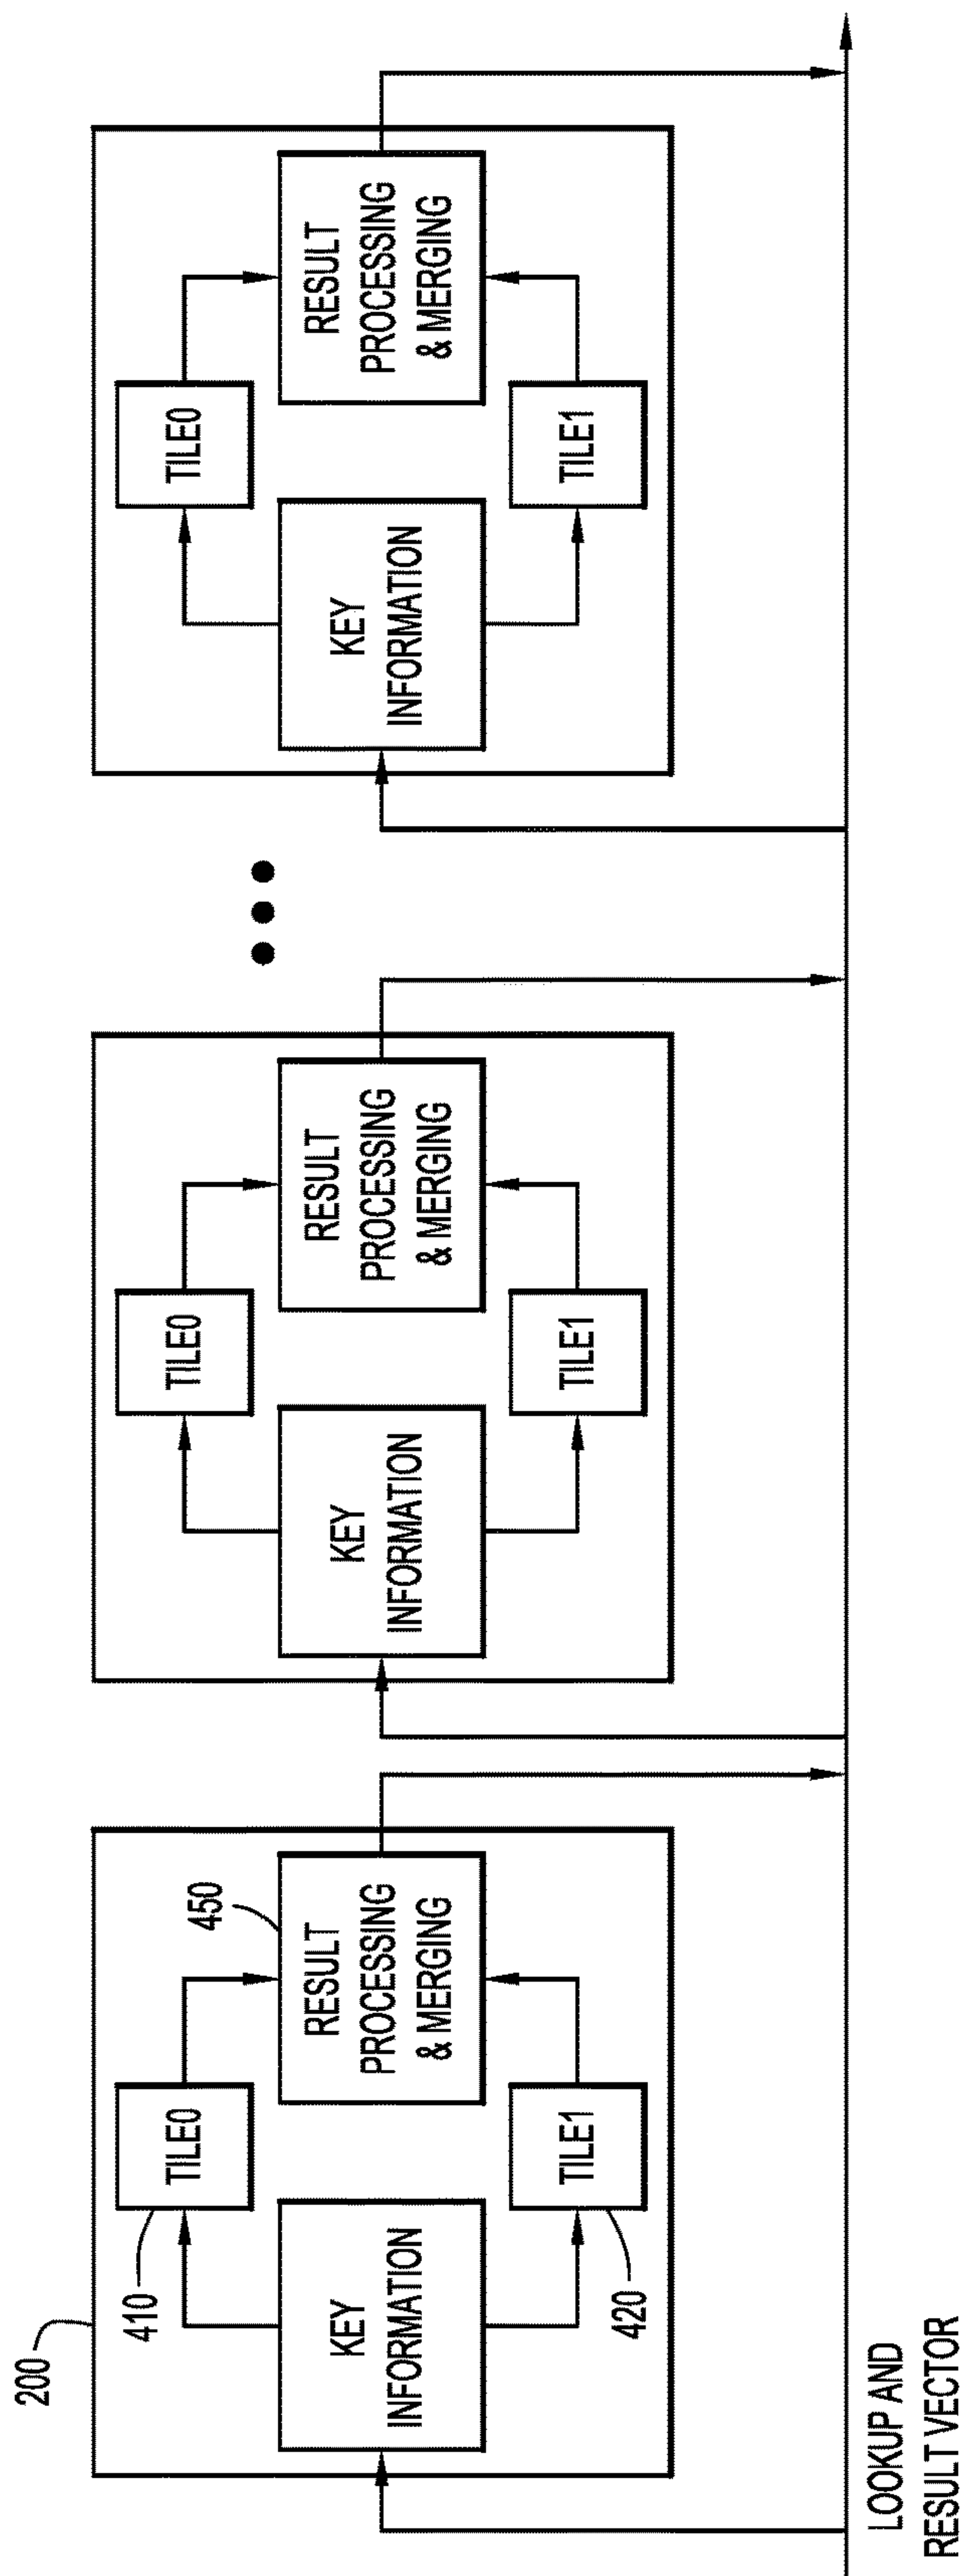 200
410
TILE0
450
KEY
INFORMATION
RESULT
PROCESSING
& MERGING
420
TILE1
TILE0
KEY
INFORMATION
RESULT
PROCESSING
& MERGING
TILE1
TILE0
KEY
INFORMATION
RESULT
PROCESSING
& MERGING
TILE1
LOOKUP AND
RESULT VECTOR